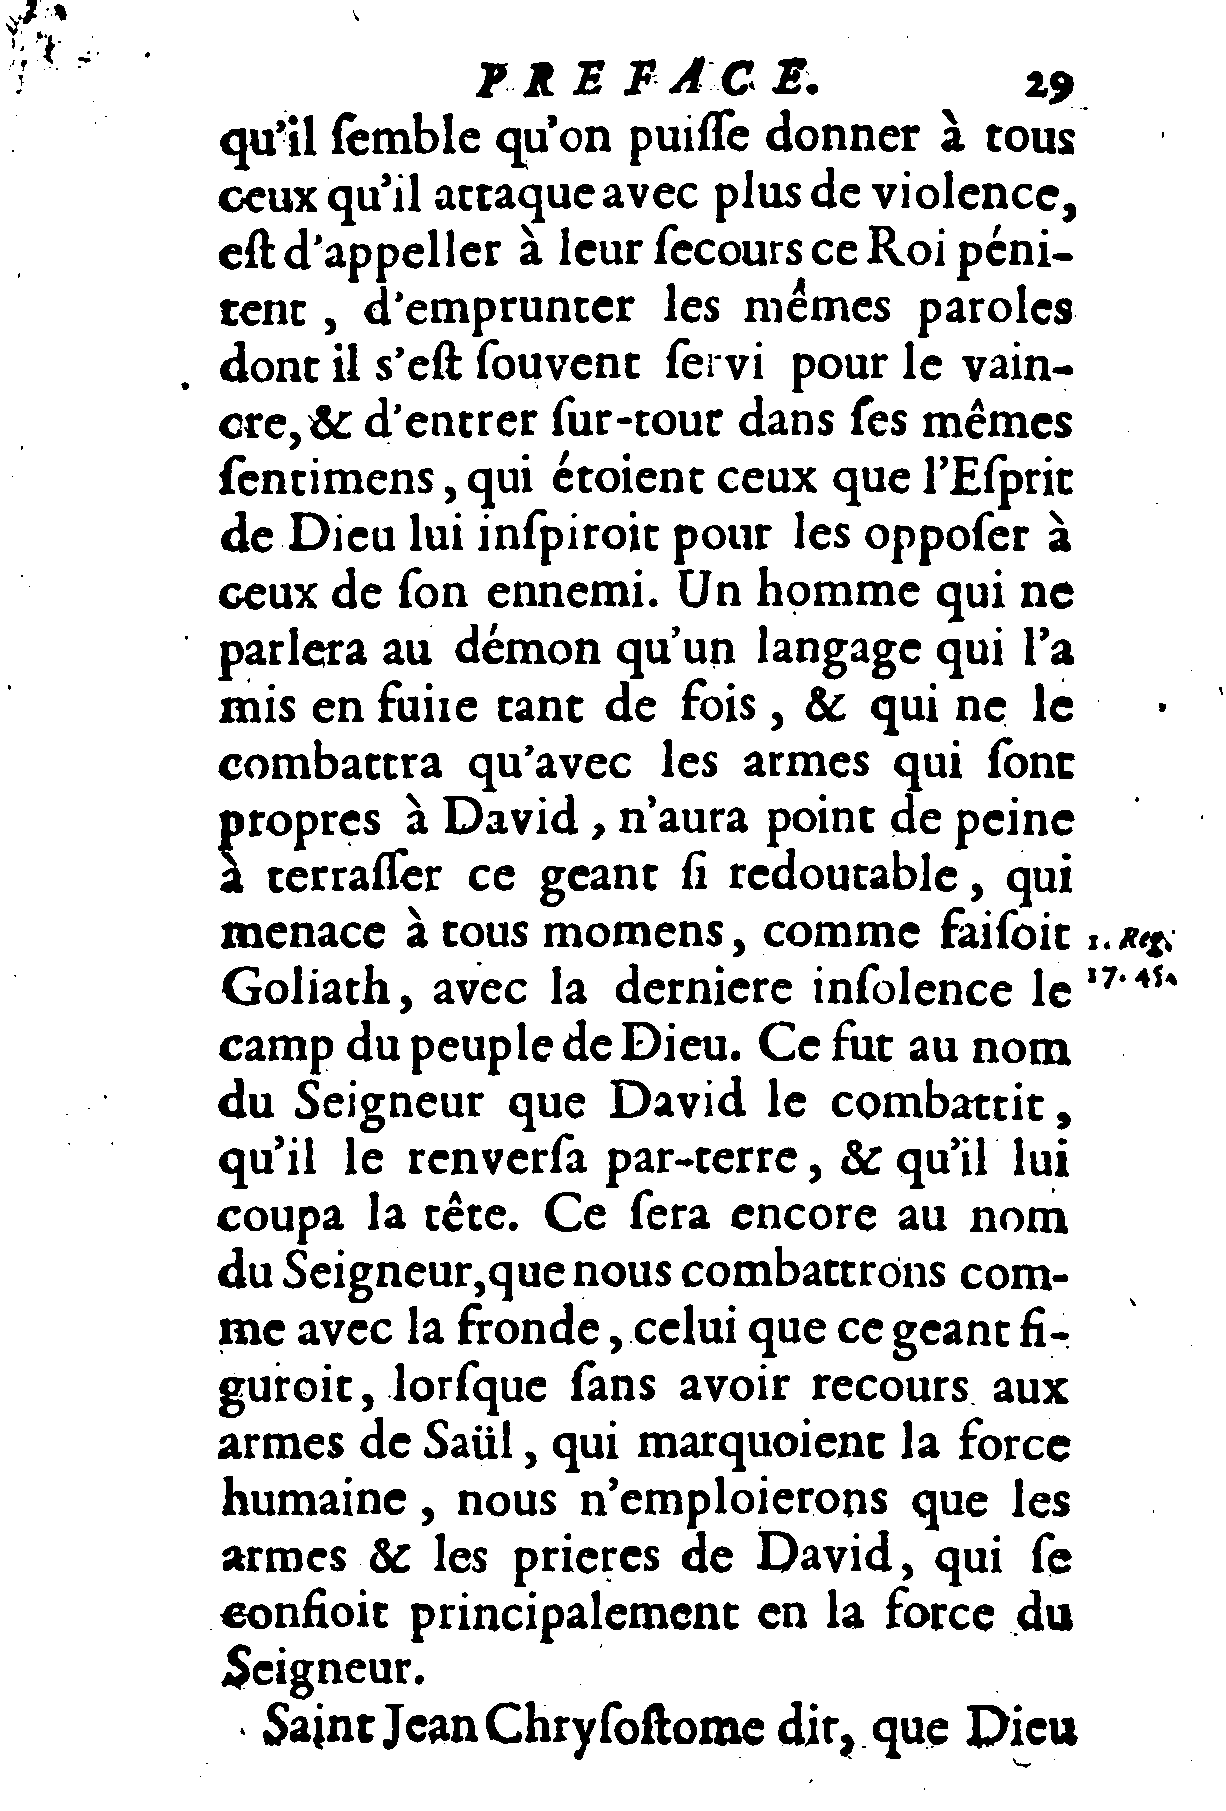 PREFACE. 29
qu'il ſemble qu'on puiſſe donner à tous
ceux qu'il attaque avec plus de violence,
eſt d'appeller à leur ſecours ce Roi péni-
tent, d'emprunter les mêmes paroles
dont il s'eſt ſouvent ſervi pour le vain-
cre, & d'entrer ſur-tout dans ſes mêmes
ſentimens, qui étoient ceux que l'Eſprit
de Dieu lui inſpiroit pour les oppoſer à
ceux de ſon ennemi. Un homme qui ne
parlera au démon qu'un langage qui l'a
mis en fuite tant de fois, & qui ne le
combattra qu'avec les armes qui ſont
propres à David, n'aura point de peine
à terraſſer ce geant ſi redoutable, qui
menace à tous momens, comme faiſoit
Goliath, avec la derniere inſolence le
camp du peuple de Dieu. Ce fut au nom
du Seigneur que David le combattit,
qu'il le renverſa par-terre, & qu'il lui
coupa la tête. Ce ſera encore au nom
du Seigneur, que nous combattrons com-
me avec la fronde, celui que ce geant fi-
guroit, lorſque ſans avoir recours aux
armes de Saül, qui marquoient la force
humaine, nous n'emploierons que les
armes & les prieres de David, qui ſe
confioit principalement en la force du
Seigneur.
Saint Jean Chryſoſtome dit, que Dieu
1. Reg.
17. 45.